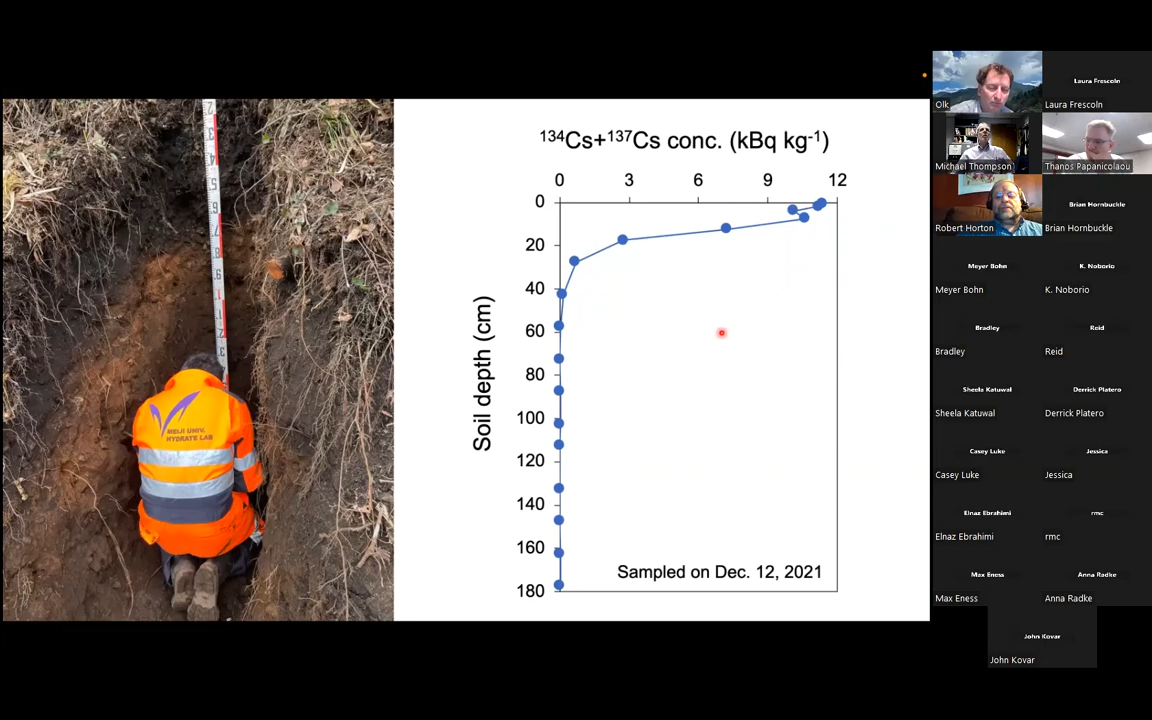 MEIJI UNIV.
HYDRATE LAB
¹³⁴Cs+¹³⁷Cs conc. (kBq kg⁻¹)
0 3 6 9 12
Soil depth (cm)
0
20
40
60
80
100
120
140
160
180
Sampled on Dec. 12, 2021
Olk
Laura Frescoln
Laura Frescoln
Michael Thompson
Thanos Papanicolaou
Robert Horton
Brian Hornbuckle
Brian Hornbuckle
Meyer Bohn
Meyer Bohn
K. Noborio
K. Noborio
Bradley
Bradley
Reid
Reid
Sheela Katuwal
Sheela Katuwal
Derrick Platero
Derrick Platero
Casey Luke
Casey Luke
Jessica
Jessica
Elnaz Ebrahimi
Elnaz Ebrahimi
rmc
rmc
Max Eness
Max Eness
Anna Radke
Anna Radke
John Kovar
John Kovar